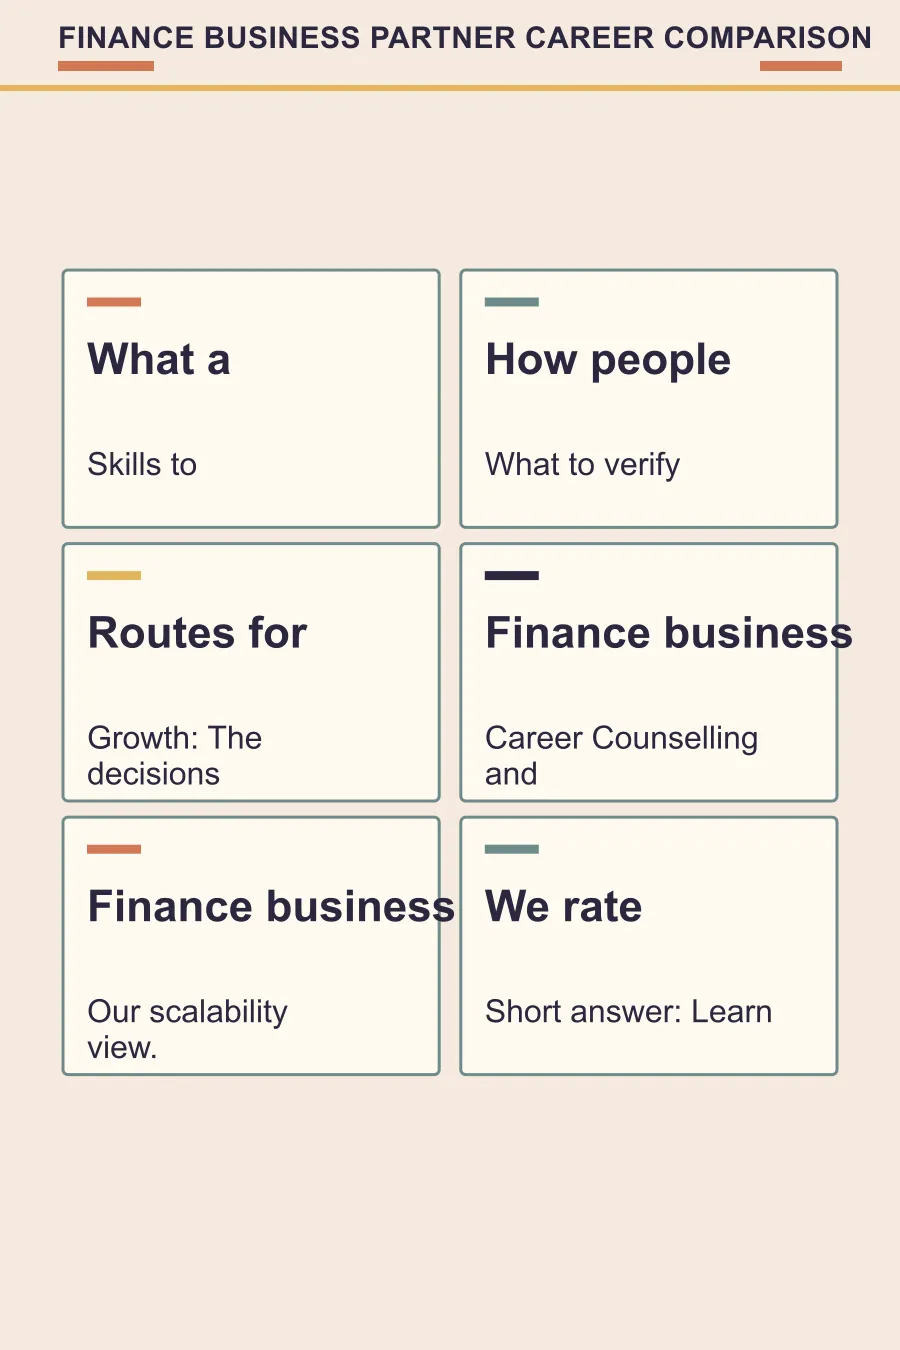 FINANCE BUSINESS PARTNER CAREER COMPARISON
What a
Skills to
How people
What to verify
Routes for
Growth: The
decisions
Finance business
Career Counselling
and
Finance business
Our scalability
view.
We rate
Short answer: Learn